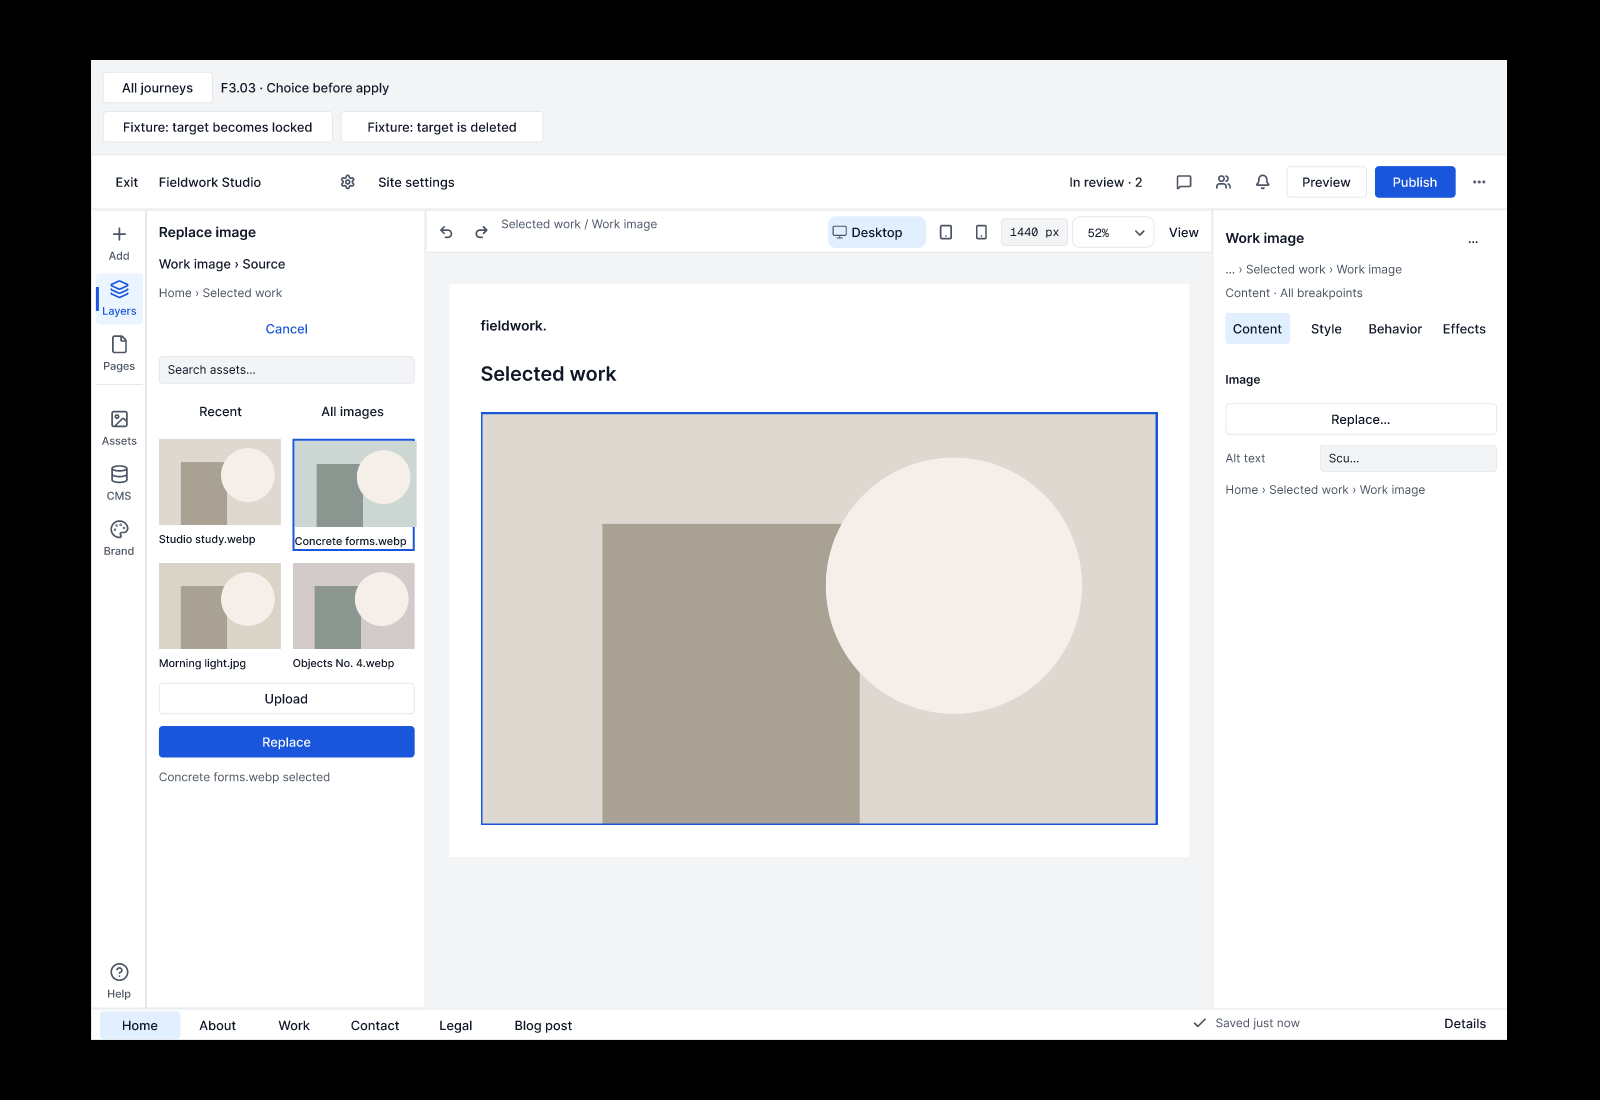 All journeys
F3.03 · Choice before apply
Fixture: target becomes locked
Fixture: target is deleted
Exit
Fieldwork Studio
Site settings
In review · 2
Preview
Publish
Add
Layers
Pages
Assets
CMS
Brand
Help
Replace image
Work image › Source
Home › Selected work
Cancel
Search assets...
Recent
All images
Studio study.webp
Concrete forms.webp
Morning light.jpg
Objects No. 4.webp
Upload
Replace
Concrete forms.webp selected
Selected work / Work image
Desktop
1440 px
52%
View
fieldwork.
Selected work
Work image
...
... › Selected work › Work image
Content · All breakpoints
Content
Style
Behavior
Effects
Image
Replace...
Alt text
Scu...
Home › Selected work › Work image
Home
About
Work
Contact
Legal
Blog post
Saved just now
Details